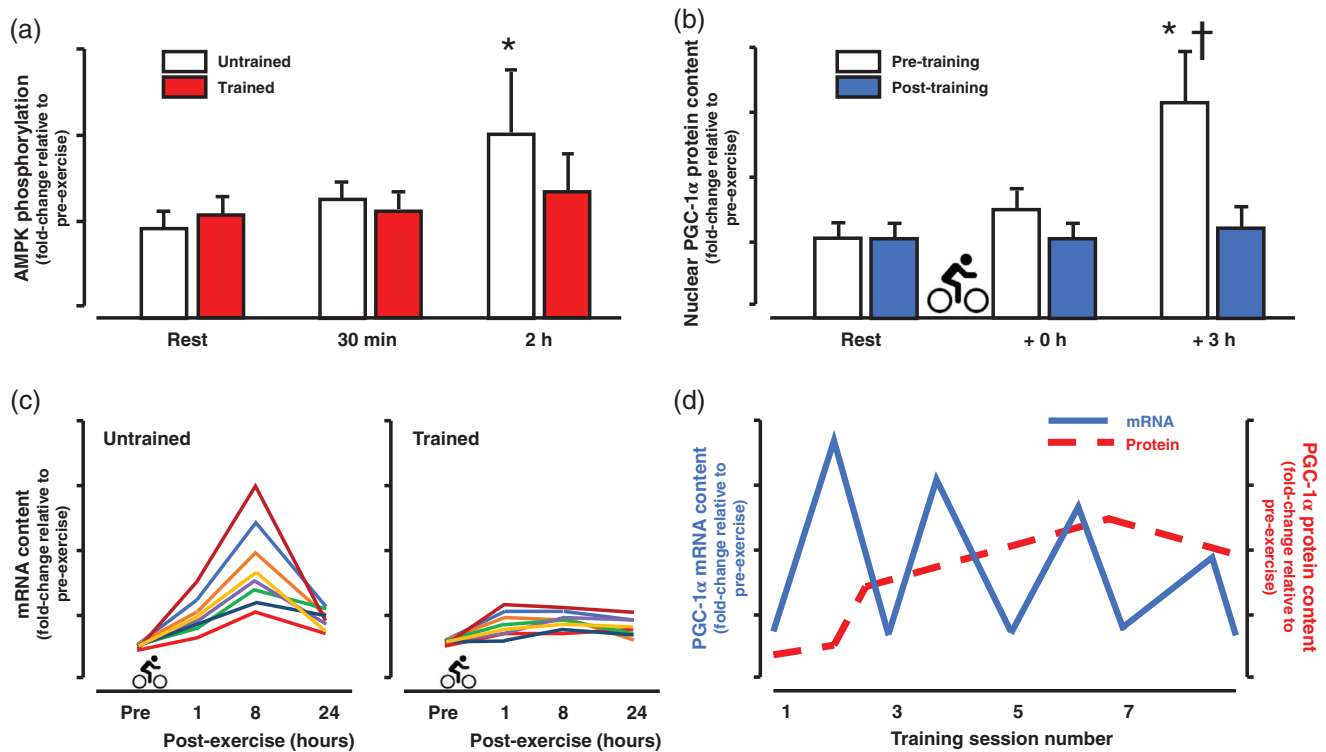 (a)
AMPK phosphorylation
(fold-change relative to
pre-exercise)
Untrained
Trained
*
Rest
30 min
2 h
(b)
Nuclear PGC-1α protein content
(fold-change relative to
pre-exercise)
Pre-training
Post-training
* †
Rest
+ 0 h
+ 3 h
(c)
mRNA content
(fold-change relative to
pre-exercise)
Untrained
Pre
1
8
24
Post-exercise (hours)
Trained
Pre
1
8
24
Post-exercise (hours)
(d)
PGC-1α mRNA content
(fold-change relative to
pre-exercise)
mRNA
Protein
PGC-1α protein content
(fold-change relative to
pre-exercise)
1
3
5
7
Training session number